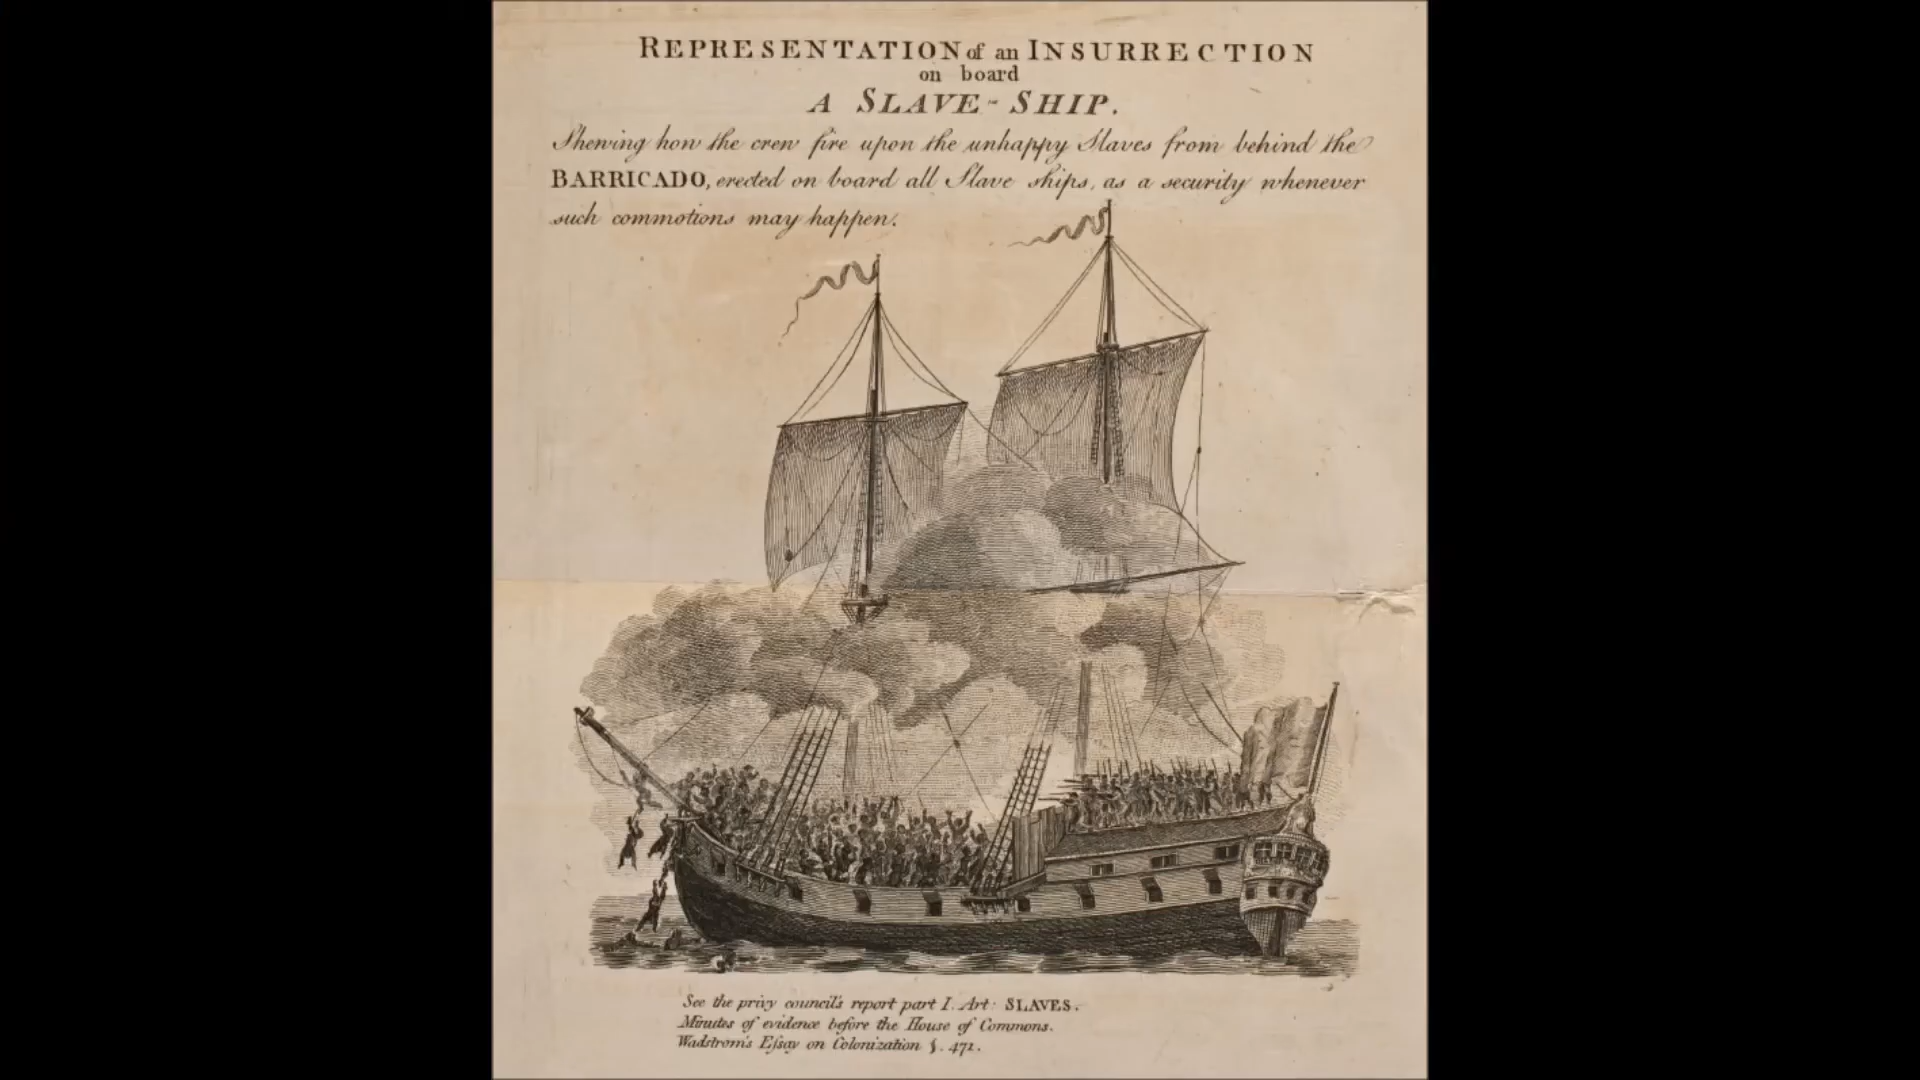 REPRESENTATION of an INSURRECTION
on board
A SLAVE-SHIP.
Shewing how the crew fire upon the unhappy Slaves from behind the
BARRICADO, erected on board all Slave ships, as a security whenever
such commotions may happen.
See the privy council's report part I. Art: SLAVES.
Minutes of evidence before the House of Commons.
Wadstrom's Essay on Colonization §. 471.